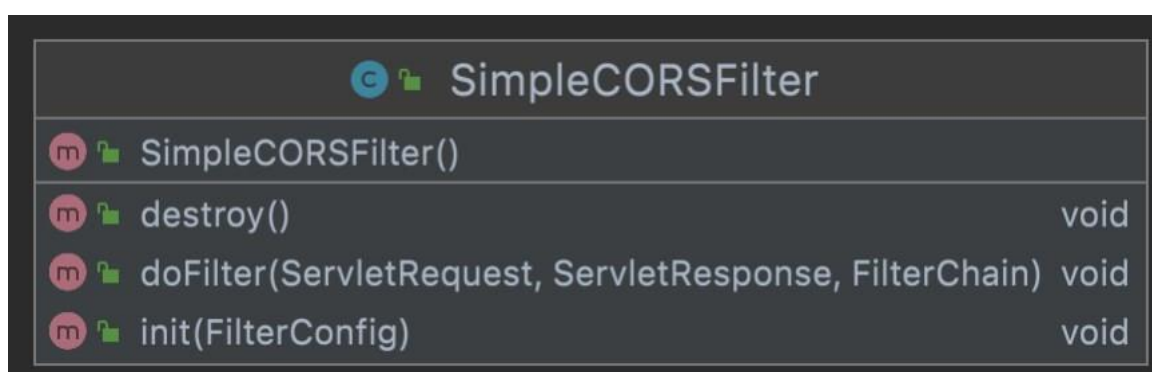 C SimpleCORSFilter
m SimpleCORSFilter()
m destroy() void
m doFilter(ServletRequest, ServletResponse, FilterChain) void
m init(FilterConfig) void